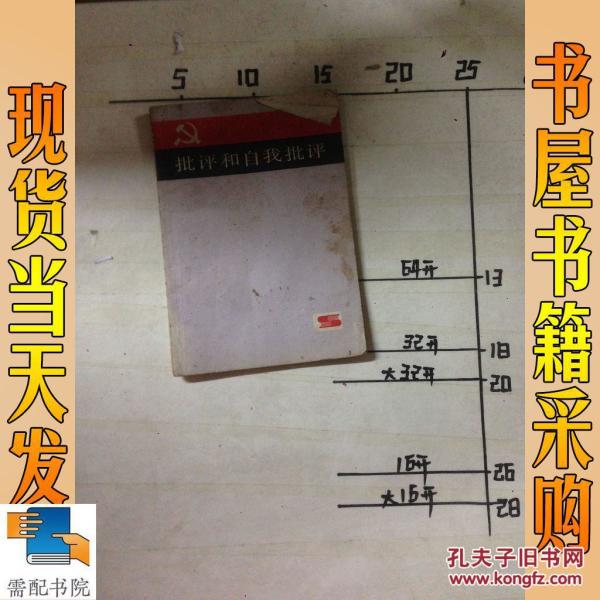 现货当天发
书屋书籍采购
5 10 15 20 25
批评和自我批评
64开 13
32开 18
大32开 20
16开 26
大16开 28
需配书院
孔夫子旧书网
www.kongfz.com